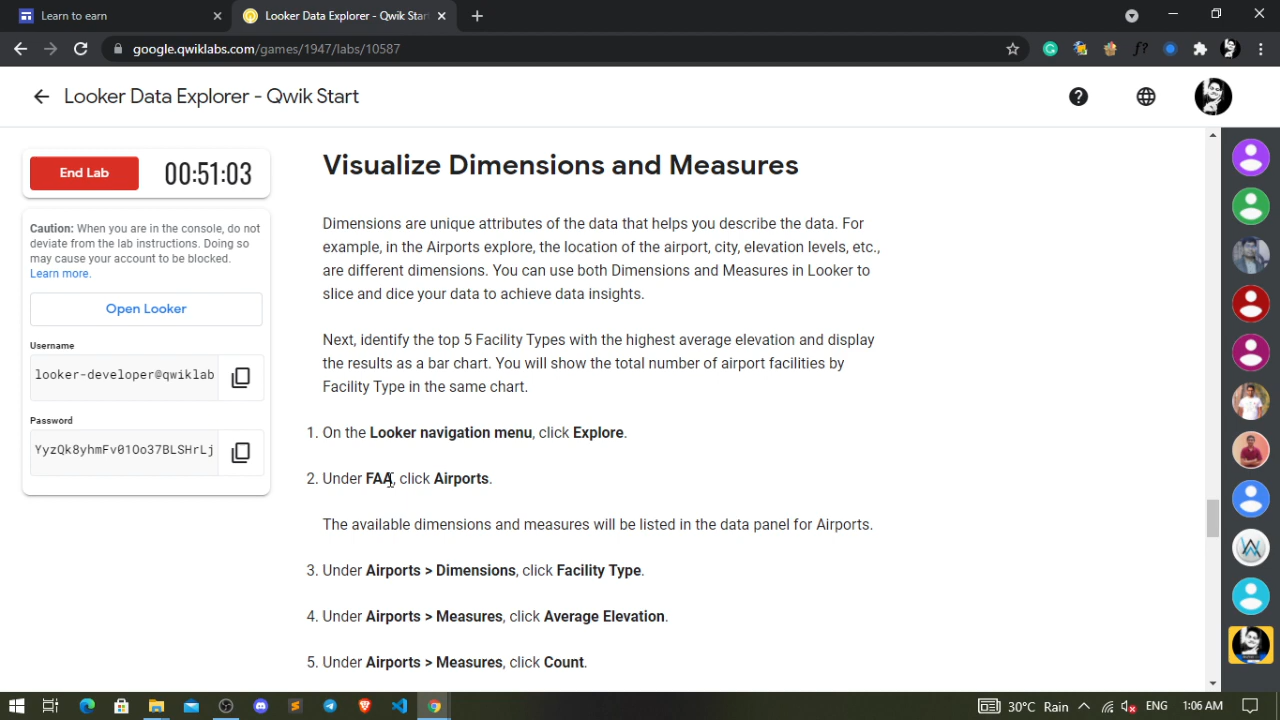 Learn to earn
Looker Data Explorer - Qwik Star
google.qwiklabs.com/games/1947/labs/10587
Looker Data Explorer - Qwik Start
End Lab
00:51:03
Caution: When you are in the console, do not
deviate from the lab instructions. Doing so
may cause your account to be blocked.
Learn more.
Open Looker
Username
looker-developer@qwiklab
Password
YyzQk8yhmFv01Oo37BLSHrLj
Visualize Dimensions and Measures
Dimensions are unique attributes of the data that helps you describe the data. For
example, in the Airports explore, the location of the airport, city, elevation levels, etc.,
are different dimensions. You can use both Dimensions and Measures in Looker to
slice and dice your data to achieve data insights.
Next, identify the top 5 Facility Types with the highest average elevation and display
the results as a bar chart. You will show the total number of airport facilities by
Facility Type in the same chart.
1. On the Looker navigation menu, click Explore.
2. Under FAA, click Airports.
The available dimensions and measures will be listed in the data panel for Airports.
3. Under Airports > Dimensions, click Facility Type.
4. Under Airports > Measures, click Average Elevation.
5. Under Airports > Measures, click Count.
30°C Rain
ENG
1:06 AM